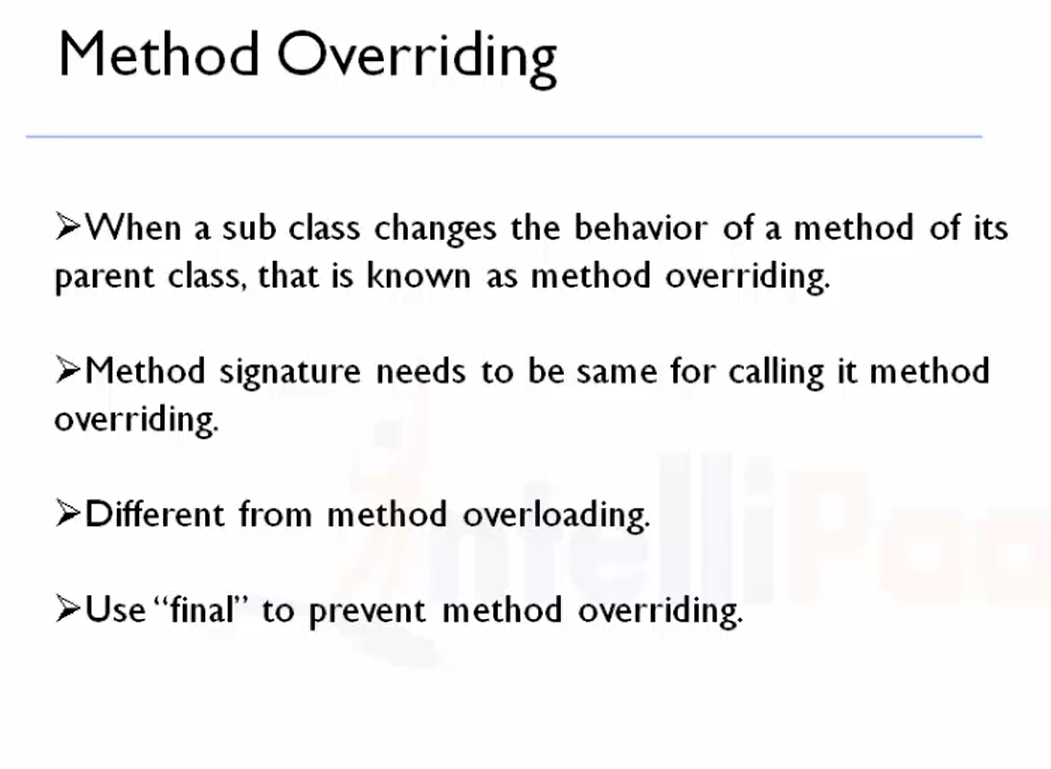 Method Overriding
➢When a sub class changes the behavior of a method of its
parent class, that is known as method overriding.
➢Method signature needs to be same for calling it method
overriding.
➢Different from method overloading.
➢Use “final” to prevent method overriding.
IntelliPaa